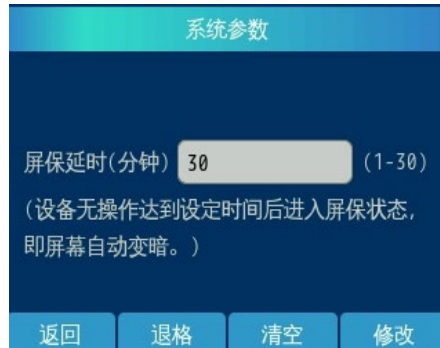 系统参数
屏保延时(分钟) 30 (1-30)
(设备无操作达到设定时间后进入屏保状态,
即屏幕自动变暗。)
返回 退格 清空 修改